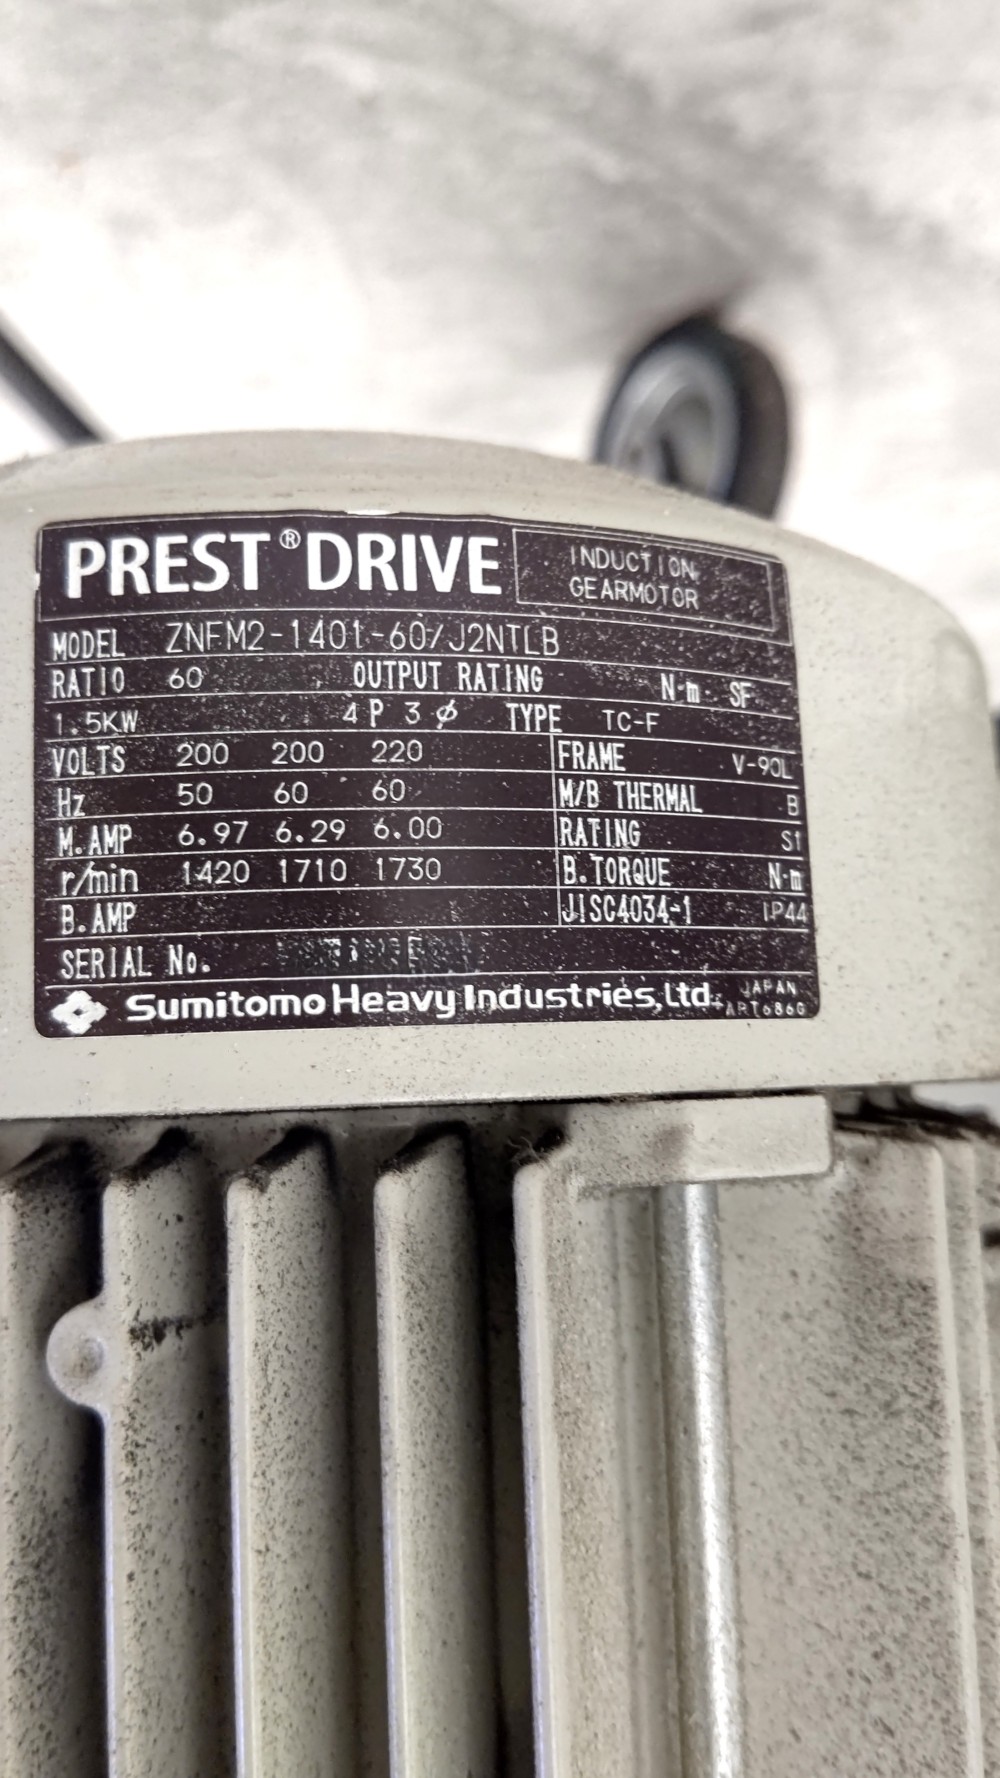 PREST® DRIVE INDUCTION GEARMOTOR
MODEL ZNFM2-1401-60/J2NTLB
RATIO 60 OUTPUT RATING N·m SF
1.5KW 4 P 3 ϕ TYPE TC-F
VOLTS 200 200 220 FRAME V-90L
Hz 50 60 60 M/B THERMAL B
M.AMP 6.97 6.29 6.00 RATING S1
r/min 1420 1710 1730 B.TORQUE N·m
B.AMP JISC4034-1 IP44
SERIAL No.
Sumitomo Heavy Industries, Ltd. JAPAN